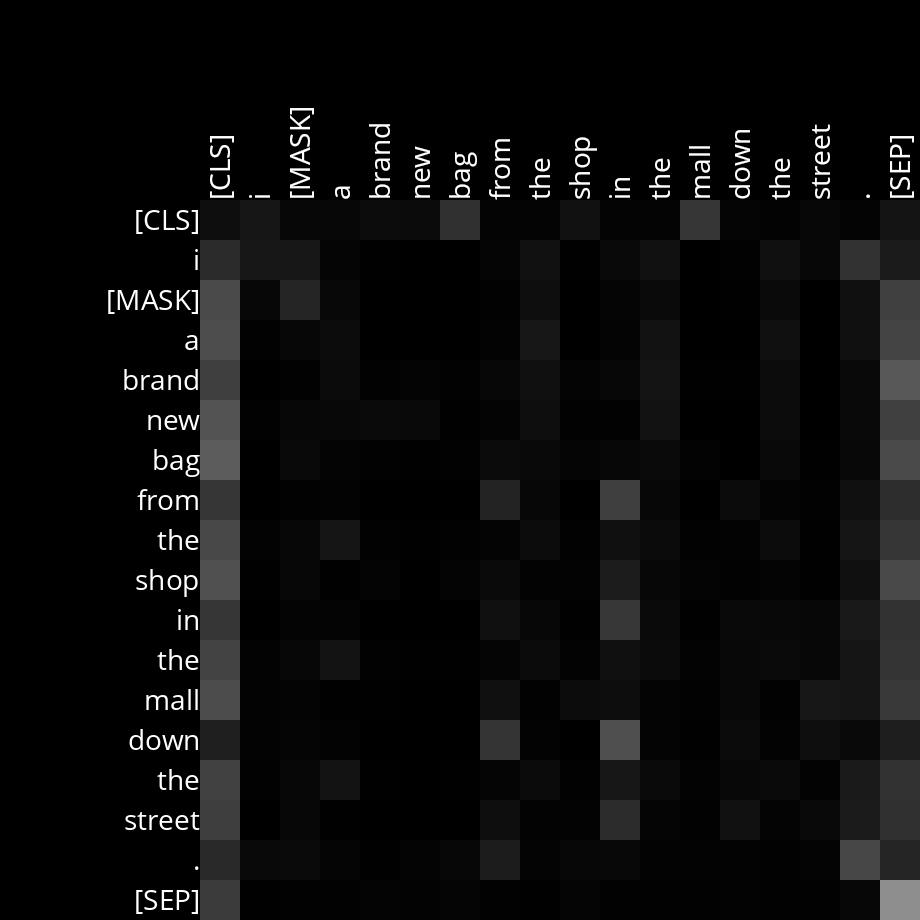 [CLS] i [MASK] a brand new bag from the shop in the mall down the street . [SEP]
[CLS]
i
[MASK]
a
brand
new
bag
from
the
shop
in
the
mall
down
the
street
.
[SEP]